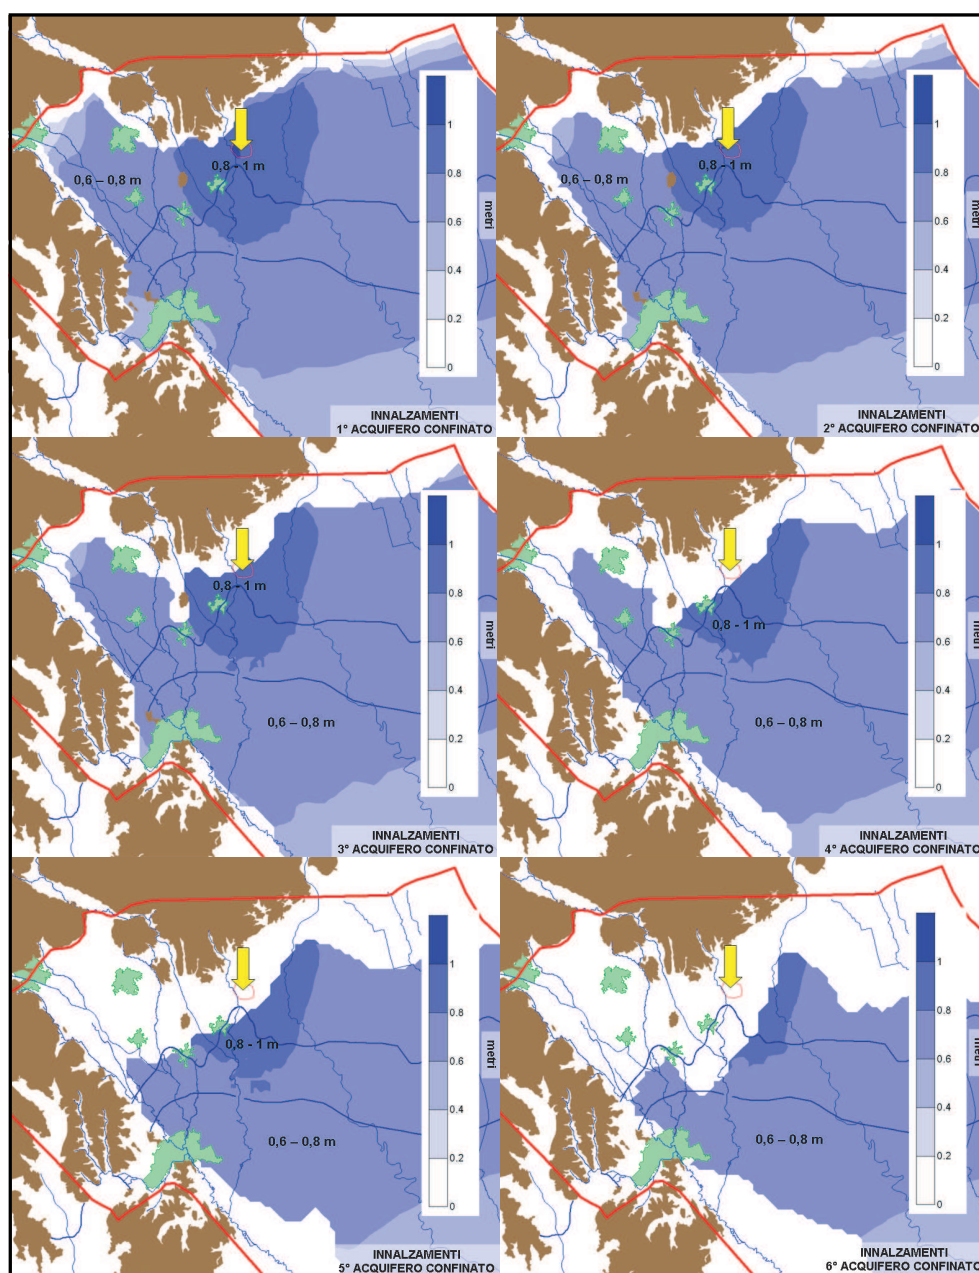 1
0.8
0.6
0.4
0.2
0
metri
0,8 – 1 m
0,6 – 0,8 m
INNALZAMENTI
1° ACQUIFERO CONFINATO
1
0.8
0.6
0.4
0.2
0
metri
0,8 – 1 m
0,6 – 0,8 m
INNALZAMENTI
2° ACQUIFERO CONFINATO
1
0.8
0.6
0.4
0.2
0
metri
0,8 - 1 m
0,6 – 0,8 m
INNALZAMENTI
3° ACQUIFERO CONFINATO
1
0.8
0.6
0.4
0.2
0
metri
0,8 - 1 m
0,6 – 0,8 m
INNALZAMENTI
4° ACQUIFERO CONFINATO
1
0.8
0.6
0.4
0.2
0
metri
0,8 - 1 m
0,6 – 0,8 m
INNALZAMENTI
5° ACQUIFERO CONFINATO
1
0.8
0.6
0.4
0.2
0
metri
0,6 – 0,8 m
INNALZAMENTI
6° ACQUIFERO CONFINATO